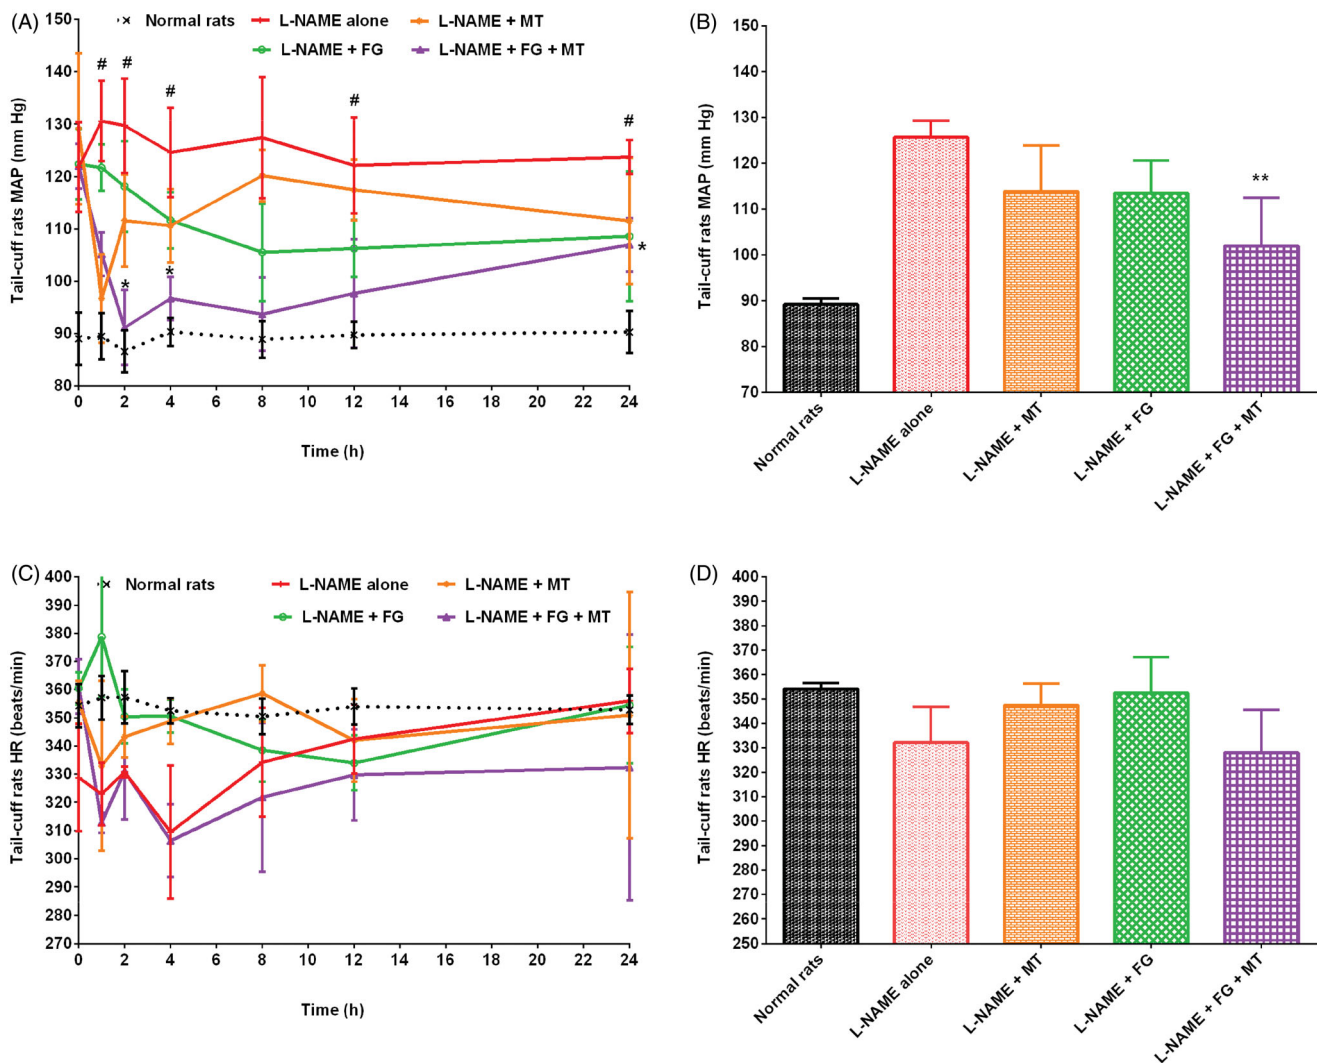 (A)
Normal rats L-NAME alone L-NAME + MT
L-NAME + FG L-NAME + FG + MT
Tail-cuff rats MAP (mm Hg)
150
140
130
120
110
100
90
80
# # # # #
* * *
0 2 4 6 8 10 12 14 16 18 20 22 24
Time (h)
(B)
Tail-cuff rats MAP (mm Hg)
150
140
130
120
110
100
90
80
70
**
Normal rats
L-NAME alone
L-NAME + MT
L-NAME + FG
L-NAME + FG + MT
(C)
Normal rats L-NAME alone L-NAME + MT
L-NAME + FG L-NAME + FG + MT
Tail-cuff rats HR (beats/min)
400
390
380
370
360
350
340
330
320
310
300
290
280
270
0 2 4 6 8 10 12 14 16 18 20 22 24
Time (h)
(D)
Tail-cuff rats HR (beats/min)
400
390
380
370
360
350
340
330
320
310
300
290
280
270
260
250
Normal rats
L-NAME alone
L-NAME + MT
L-NAME + FG
L-NAME + FG + MT